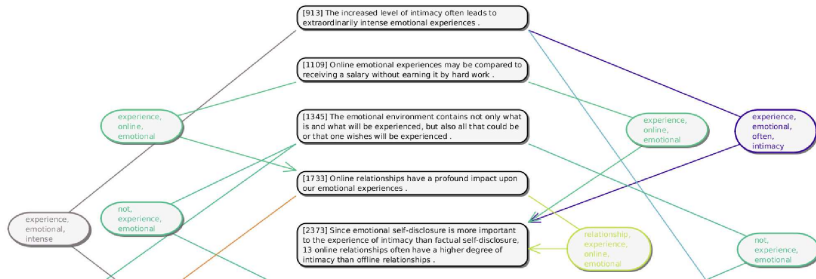 [913] The increased level of intimacy often leads to
extraordinarily intense emotional experiences .
[1109] Online emotional experiences may be compared to
receiving a salary without earning it by hard work .
experience,
online,
emotional
[1345] The emotional environment contains not only what
is and what will be experienced, but also all that could be
or that one wishes will be experienced .
experience,
online,
emotional
experience,
emotional,
often,
intimacy
[1733] Online relationships have a profound impact upon
our emotional experiences .
experience,
emotional,
intense
not,
experience,
emotional
[2373] Since emotional self-disclosure is more important
to the experience of intimacy than factual self-disclosure,
13 online relationships often have a higher degree of
intimacy than offline relationships .
relationship,
experience,
online,
emotional
not,
experience,
emotional